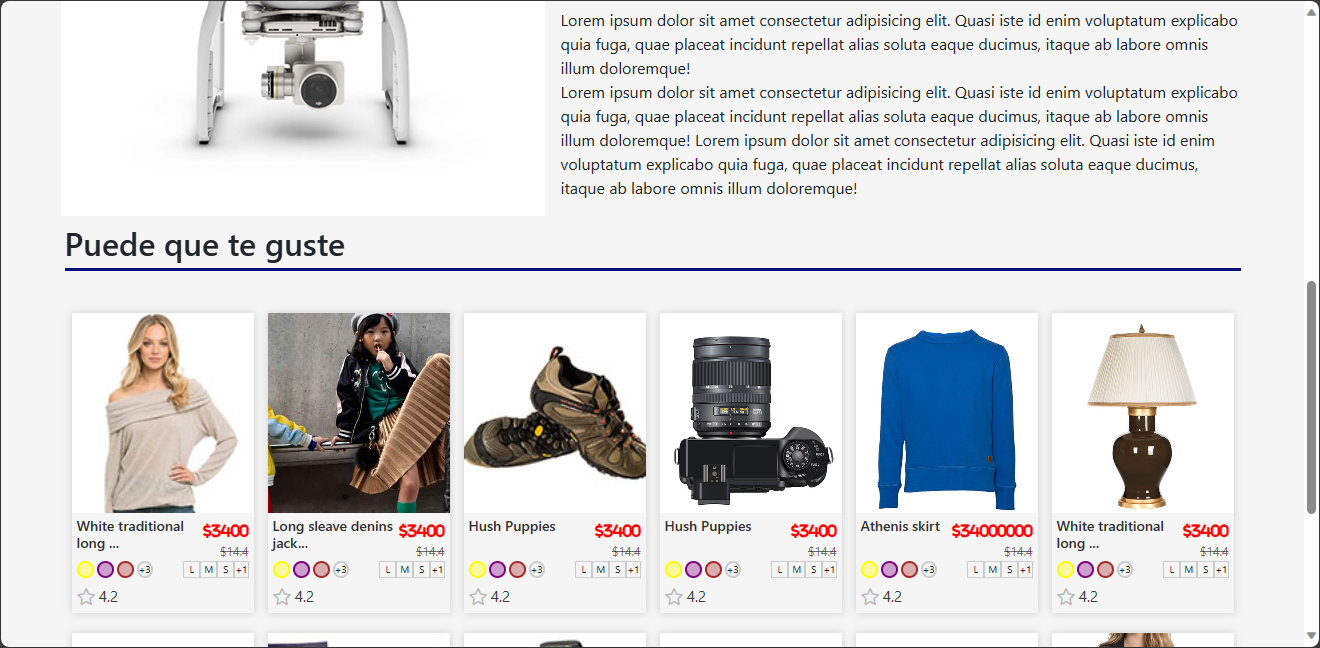 Lorem ipsum dolor sit amet consectetur adipisicing elit. Quasi iste id enim voluptatum explicabo
quia fuga, quae placeat incidunt repellat alias soluta eaque ducimus, itaque ab labore omnis
illum doloremque!
Lorem ipsum dolor sit amet consectetur adipisicing elit. Quasi iste id enim voluptatum explicabo
quia fuga, quae placeat incidunt repellat alias soluta eaque ducimus, itaque ab labore omnis
illum doloremque! Lorem ipsum dolor sit amet consectetur adipisicing elit. Quasi iste id enim
voluptatum explicabo quia fuga, quae placeat incidunt repellat alias soluta eaque ducimus,
itaque ab labore omnis illum doloremque!
Puede que te guste
White traditional long ... $3400
$14.4
+3 L M S +1
4.2
Long sleave denins jack... $3400
$14.4
+3 L M S +1
4.2
Hush Puppies $3400
$14.4
+3 L M S +1
4.2
Hush Puppies $3400
$14.4
+3 L M S +1
4.2
Athenis skirt $34000000
$14.4
+3 L M S +1
4.2
White traditional long ... $3400
$14.4
+3 L M S +1
4.2